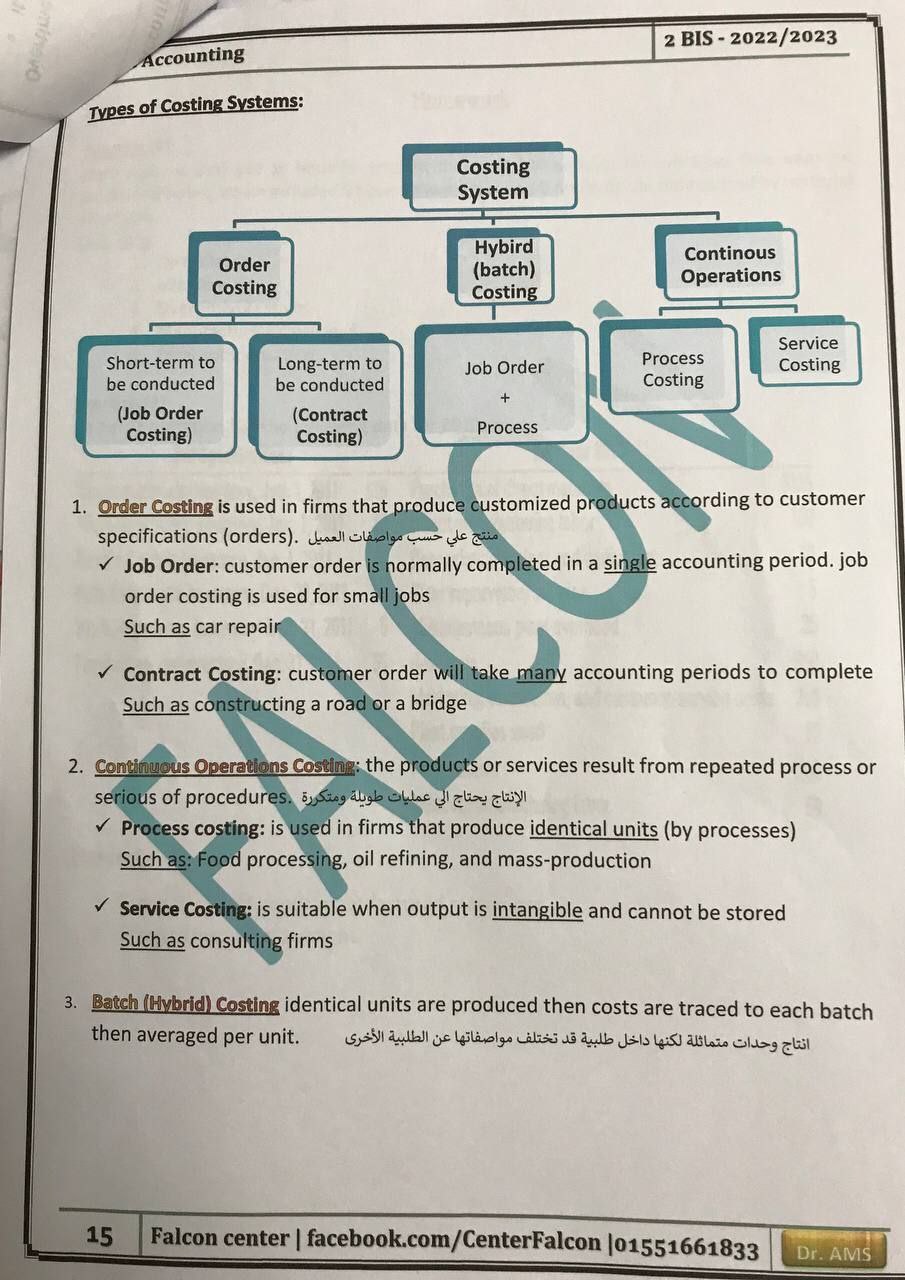 Accounting
2 BIS - 2022/2023
Types of Costing Systems:
Costing
System
Order
Costing
Hybird
(batch)
Costing
Continous
Operations
Short-term to
be conducted
(Job Order
Costing)
Long-term to
be conducted
(Contract
Costing)
Job Order
+
Process
Process
Costing
Service
Costing
1. Order Costing is used in firms that produce customized products according to customer
specifications (orders). منتج علي حسب مواصفات العميل
✓ Job Order: customer order is normally completed in a single accounting period. job
order costing is used for small jobs
Such as car repair
✓ Contract Costing: customer order will take many accounting periods to complete
Such as constructing a road or a bridge
2. Continuous Operations Costing: the products or services result from repeated process or
serious of procedures. الإنتاج يحتاج الي عمليات طويلة ومتكررة
✓ Process costing: is used in firms that produce identical units (by processes)
Such as: Food processing, oil refining, and mass-production
✓ Service Costing: is suitable when output is intangible and cannot be stored
Such as consulting firms
3. Batch (Hybrid) Costing identical units are produced then costs are traced to each batch
then averaged per unit. انتاج وحدات متماثلة لكنها داخل طلبية قد تختلف مواصفاتها عن الطلبية الأخرى
FALCON
15 Falcon center | facebook.com/CenterFalcon |01551661833
Dr. AMS